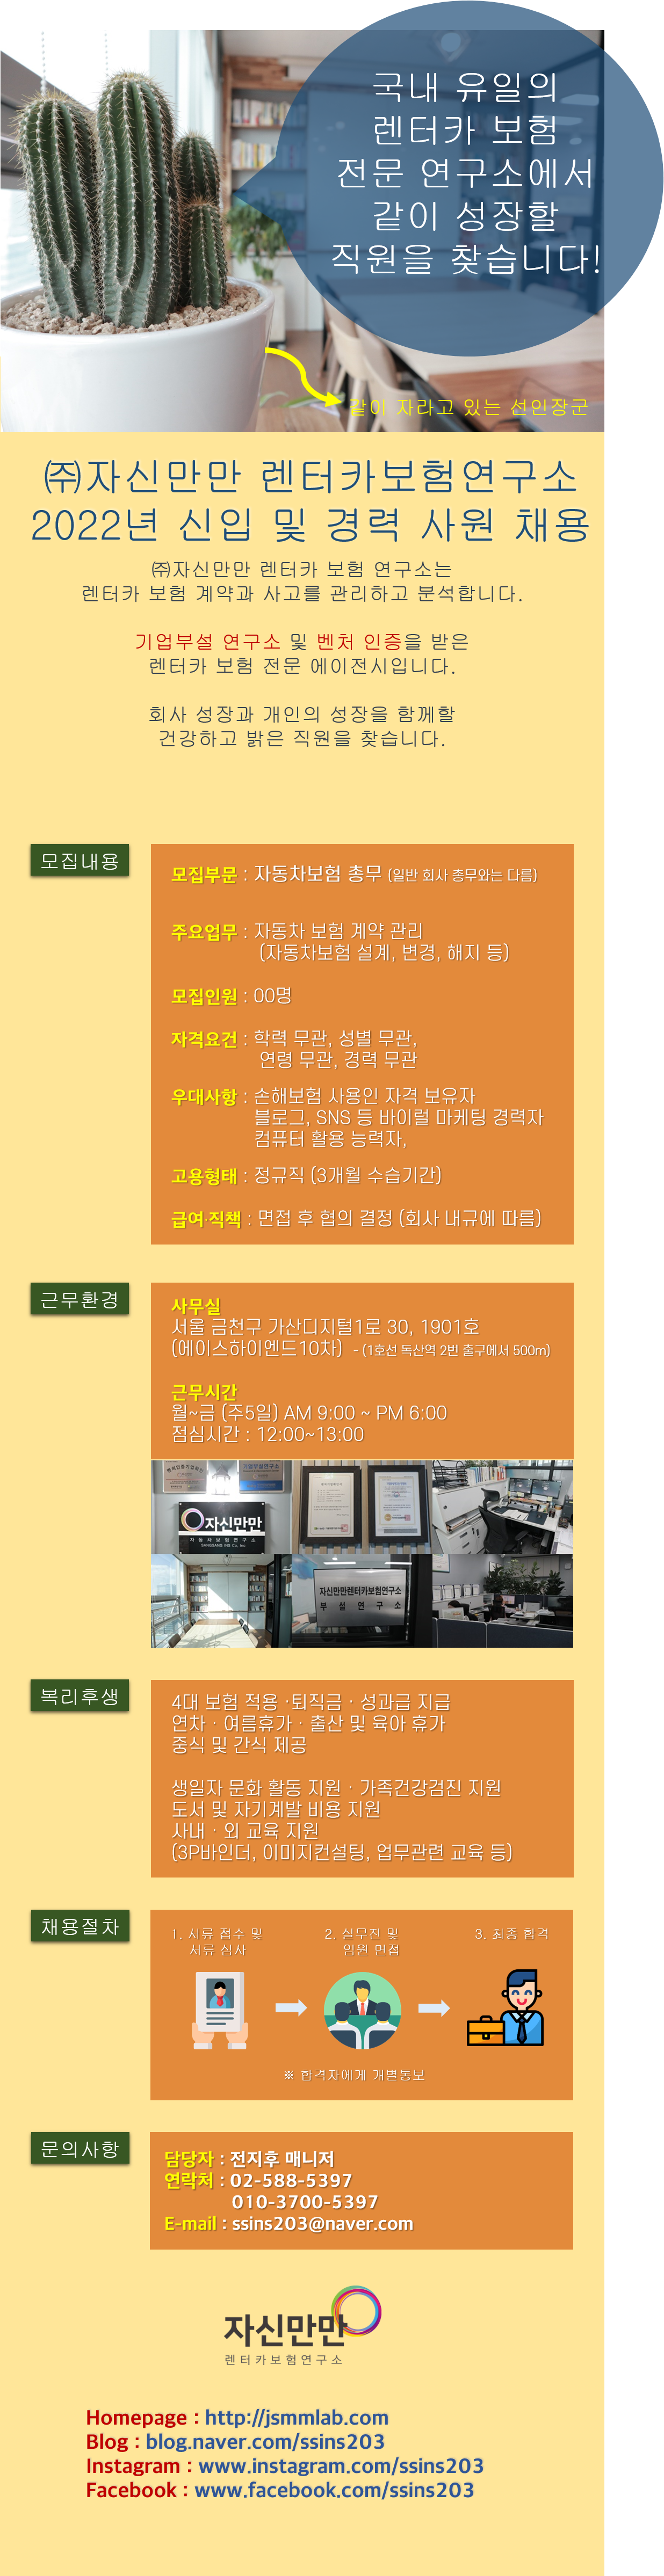 국내 유일의
렌터카 보험
전문 연구소에서
같이 성장할
직원을 찾습니다!
같이 자라고 있는 선인장군
㈜자신만만 렌터카보험연구소
2022년 신입 및 경력 사원 채용
㈜자신만만 렌터카 보험 연구소는
렌터카 보험 계약과 사고를 관리하고 분석합니다.
기업부설 연구소 및 벤처 인증을 받은
렌터카 보험 전문 에이전시입니다.
회사 성장과 개인의 성장을 함께할
건강하고 밝은 직원을 찾습니다.
모집내용
모집부문 : 자동차보험 총무 (일반 회사 총무와는 다름)
주요업무 : 자동차 보험 계약 관리
(자동차보험 설계, 변경, 해지 등)
모집인원 : 00명
자격요건 : 학력 무관, 성별 무관,
연령 무관, 경력 무관
우대사항 : 손해보험 사용인 자격 보유자
블로그, SNS 등 바이럴 마케팅 경력자
컴퓨터 활용 능력자,
고용형태 : 정규직 (3개월 수습기간)
급여·직책 : 면접 후 협의 결정 (회사 내규에 따름)
근무환경
사무실
서울 금천구 가산디지털1로 30, 1901호
(에이스하이엔드10차) - (1호선 독산역 2번 출구에서 500m)
근무시간
월~금 (주5일) AM 9:00 ~ PM 6:00
점심시간 : 12:00~13:00
벤처인증기업확인
기업부설연구소
자신만만
자동차보험연구소
자신만만렌터카보험연구소
부 설 연 구 소
복리후생
4대 보험 적용 ·퇴직금 · 성과급 지급
연차 · 여름휴가 · 출산 및 육아 휴가
중식 및 간식 제공
생일자 문화 활동 지원 · 가족건강검진 지원
도서 및 자기계발 비용 지원
사내 · 외 교육 지원
(3P바인더, 이미지컨설팅, 업무관련 교육 등)
채용절차
1. 서류 접수 및
서류 심사
2. 실무진 및
임원 면접
3. 최종 합격
※ 합격자에게 개별통보
문의사항
담당자 : 전지후 매니저
연락처 : 02-588-5397
010-3700-5397
E-mail : ssins203@naver.com
자신만만
렌터카보험연구소
Homepage : http://jsmmlab.com
Blog : blog.naver.com/ssins203
Instagram : www.instagram.com/ssins203
Facebook : www.facebook.com/ssins203